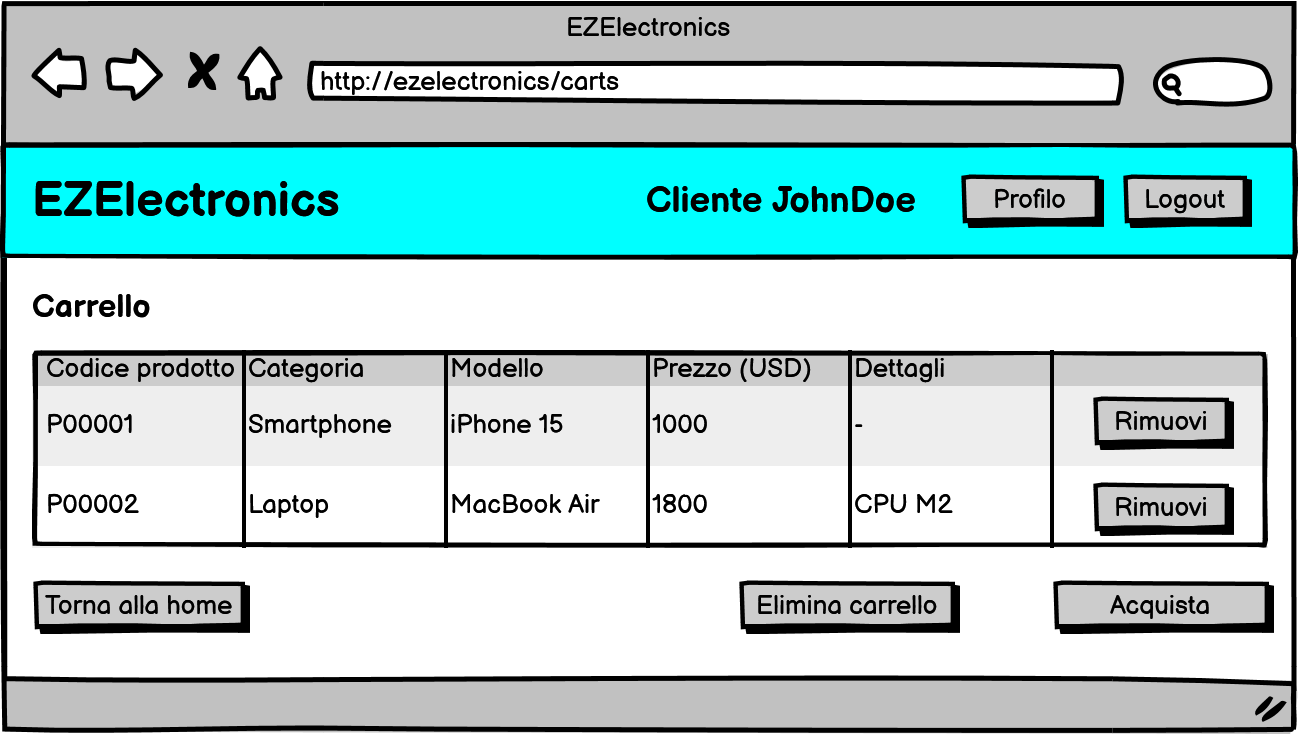 EZElectronics
http://ezelectronics/carts
EZElectronics Cliente JohnDoe Profilo Logout
Carrello
Codice prodotto Categoria Modello Prezzo (USD) Dettagli
P00001 Smartphone iPhone 15 1000 - Rimuovi
P00002 Laptop MacBook Air 1800 CPU M2 Rimuovi
Torna alla home Elimina carrello Acquista